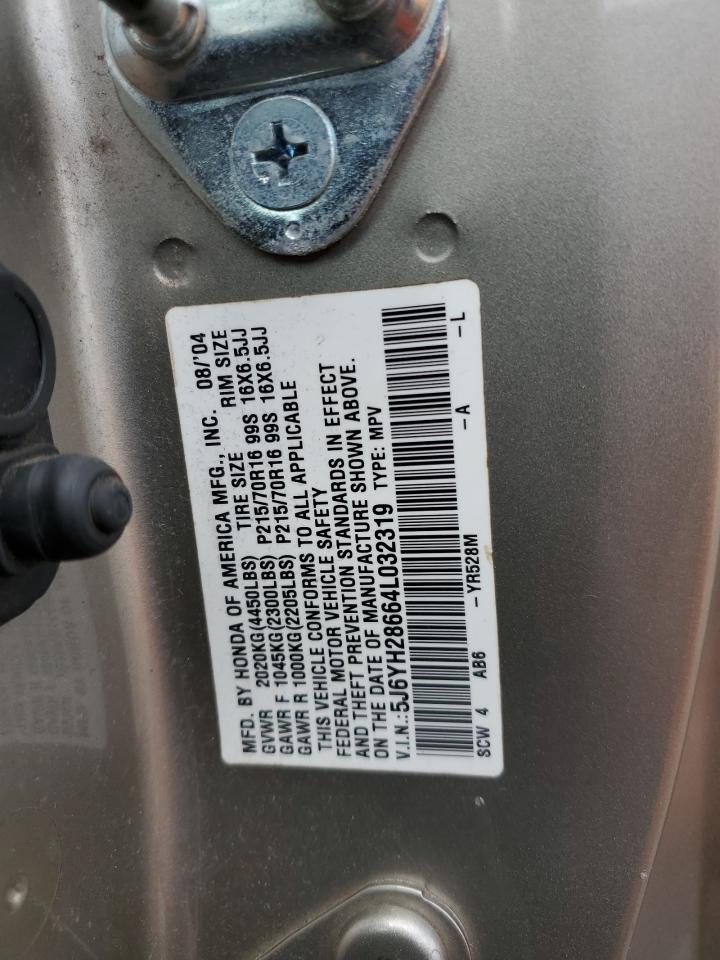 MFD. BY HONDA OF AMERICA MFG., INC. 08/'04
GVWR 2020KG(4450LBS) TIRE SIZE RIM SIZE
GAWR F 1045KG(2300LBS) P215/70R16 99S 16X6.5JJ
GAWR R 1000KG(2205LBS) P215/70R16 99S 16X6.5JJ
THIS VEHICLE CONFORMS TO ALL APPLICABLE
FEDERAL MOTOR VEHICLE SAFETY
AND THEFT PREVENTION STANDARDS IN EFFECT
ON THE DATE OF MANUFACTURE SHOWN ABOVE.
V.I.N.:5J6YH28664L032319 TYPE: MPV
SCW 4 AB6 -YR528M -A -L